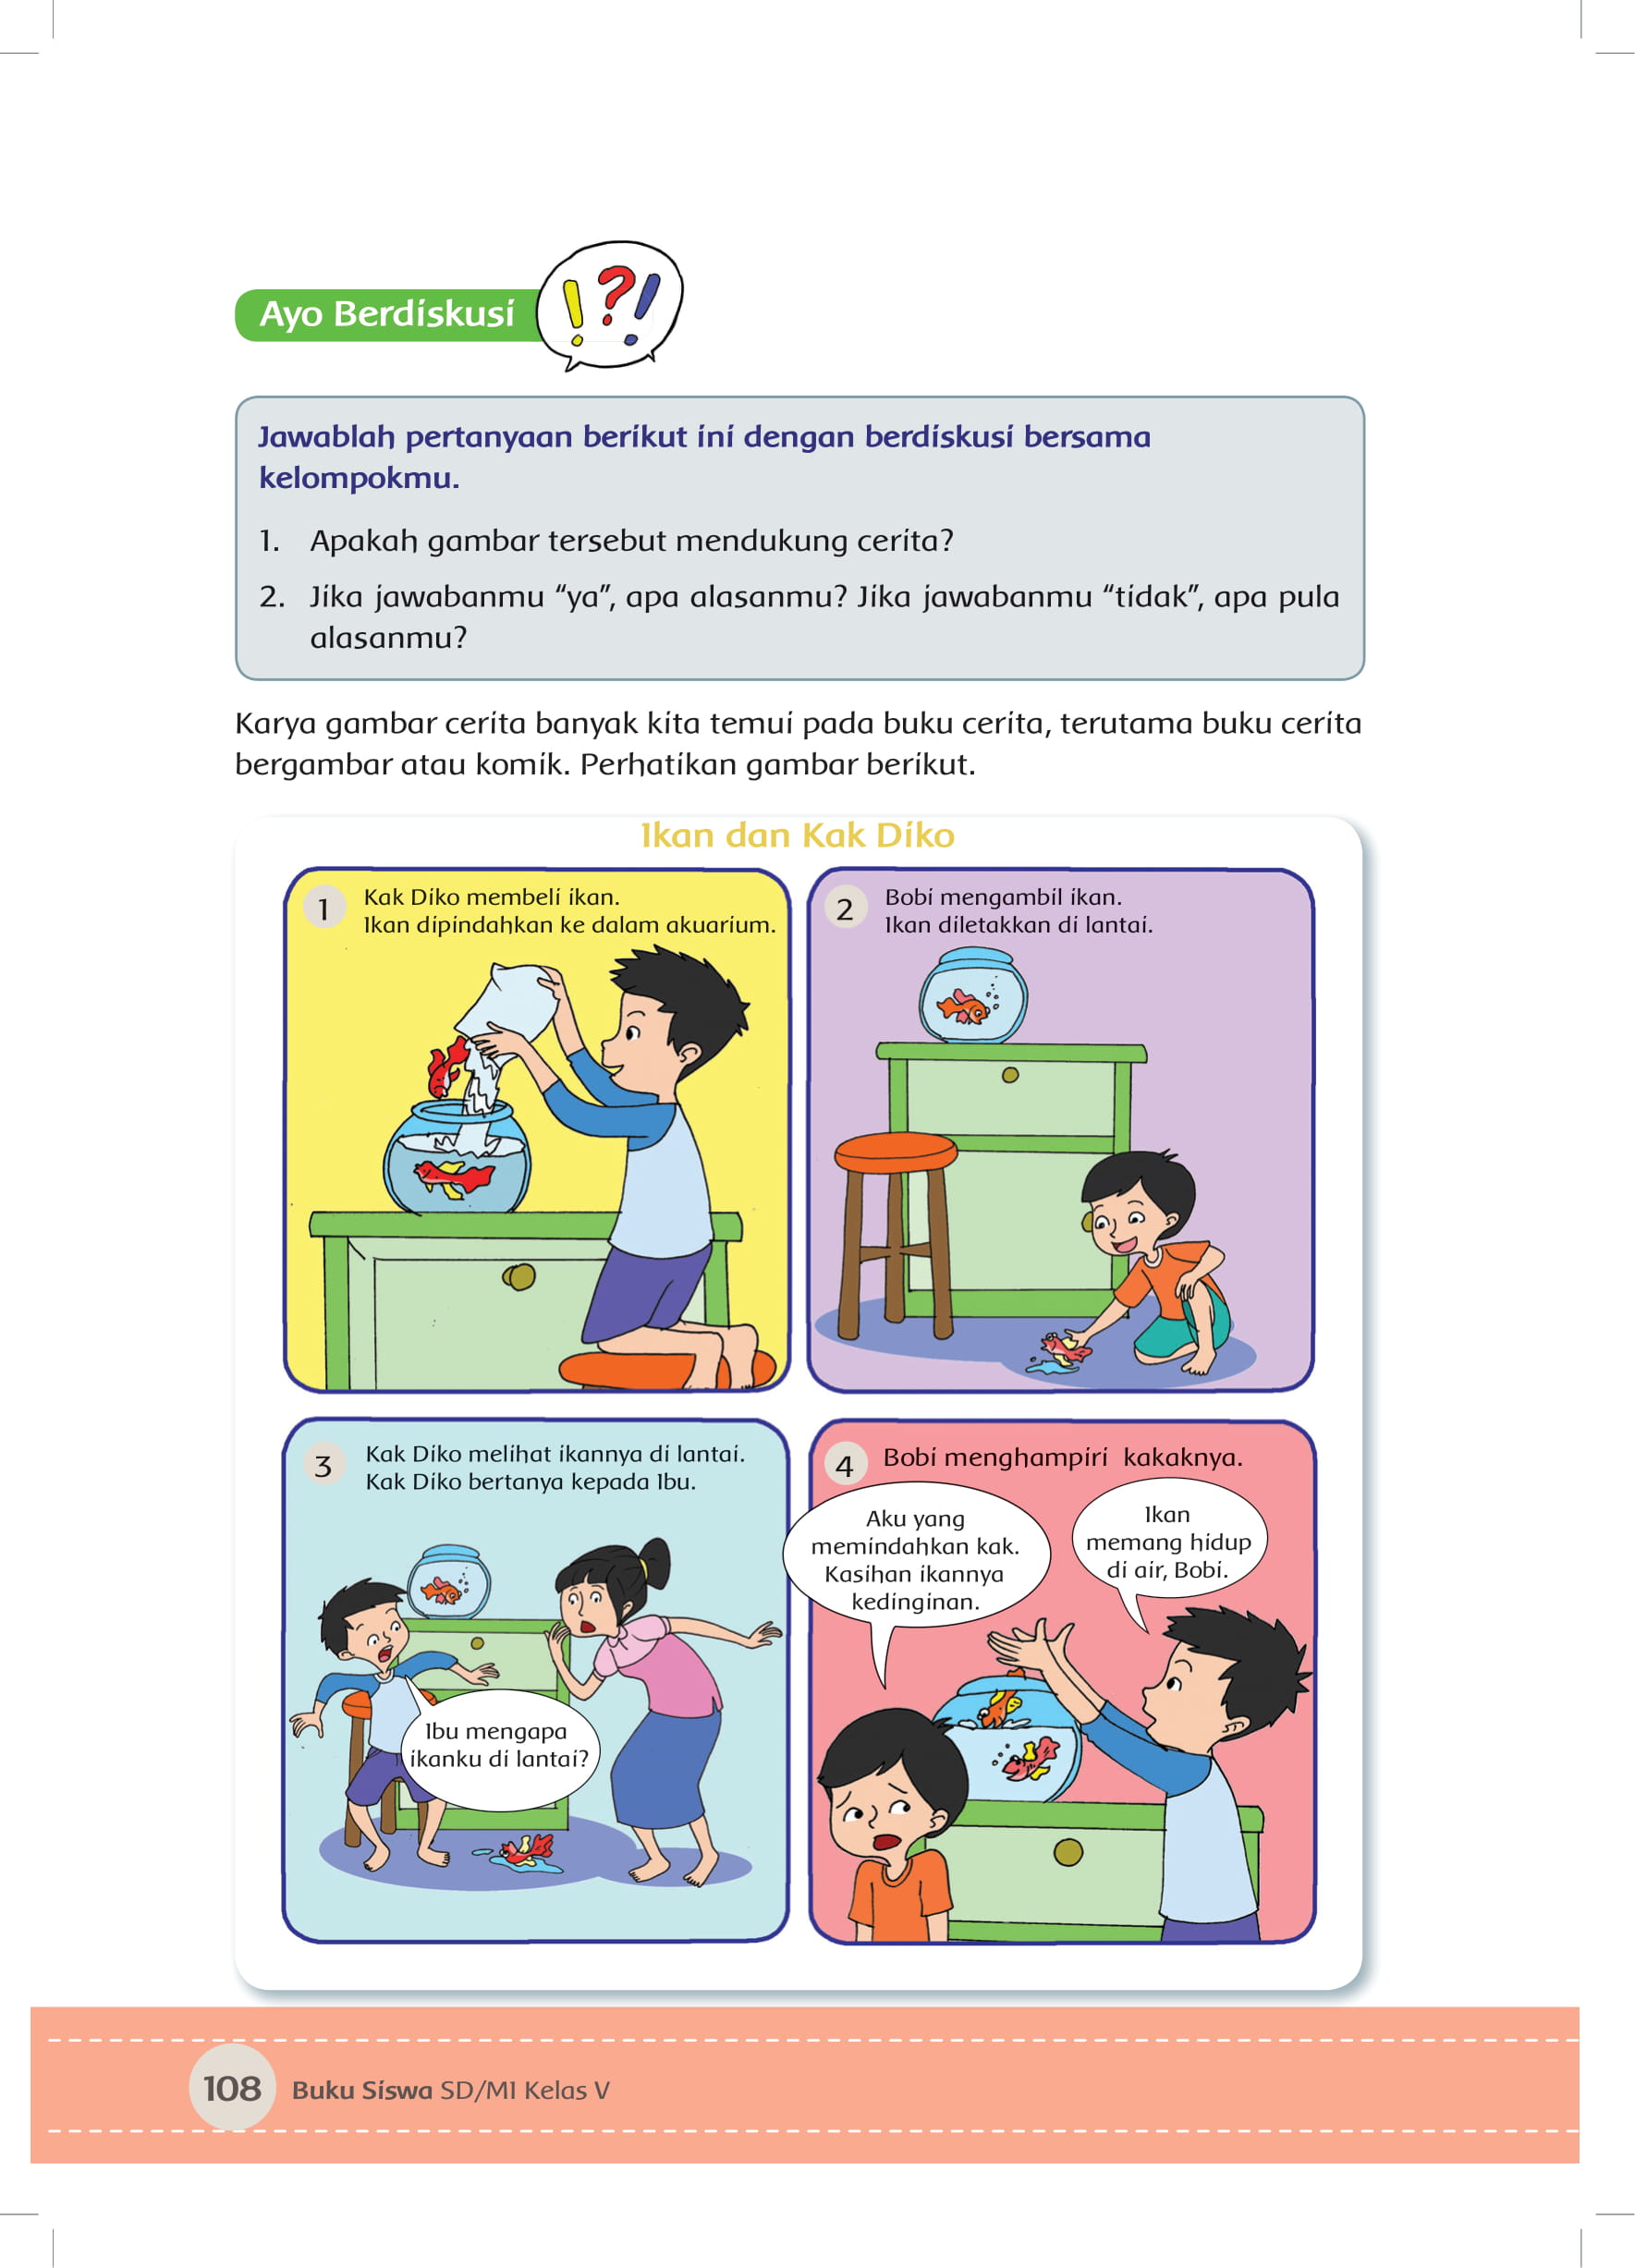 Ayo Berdiskusi
!?!
Jawablah pertanyaan berikut ini dengan berdiskusi bersama
kelompokmu.
1. Apakah gambar tersebut mendukung cerita?
2. Jika jawabanmu “ya”, apa alasanmu? Jika jawabanmu “tidak”, apa pula
alasanmu?
Karya gambar cerita banyak kita temui pada buku cerita, terutama buku cerita
bergambar atau komik. Perhatikan gambar berikut.
Ikan dan Kak Diko
1
Kak Diko membeli ikan.
Ikan dipindahkan ke dalam akuarium.
2
Bobi mengambil ikan.
Ikan diletakkan di lantai.
3
Kak Diko melihat ikannya di lantai.
Kak Diko bertanya kepada Ibu.
Ibu mengapa
ikanku di lantai?
4
Bobi menghampiri kakaknya.
Aku yang
memindahkan kak.
Kasihan ikannya
kedinginan.
Ikan
memang hidup
di air, Bobi.
108 Buku Siswa SD/MI Kelas V